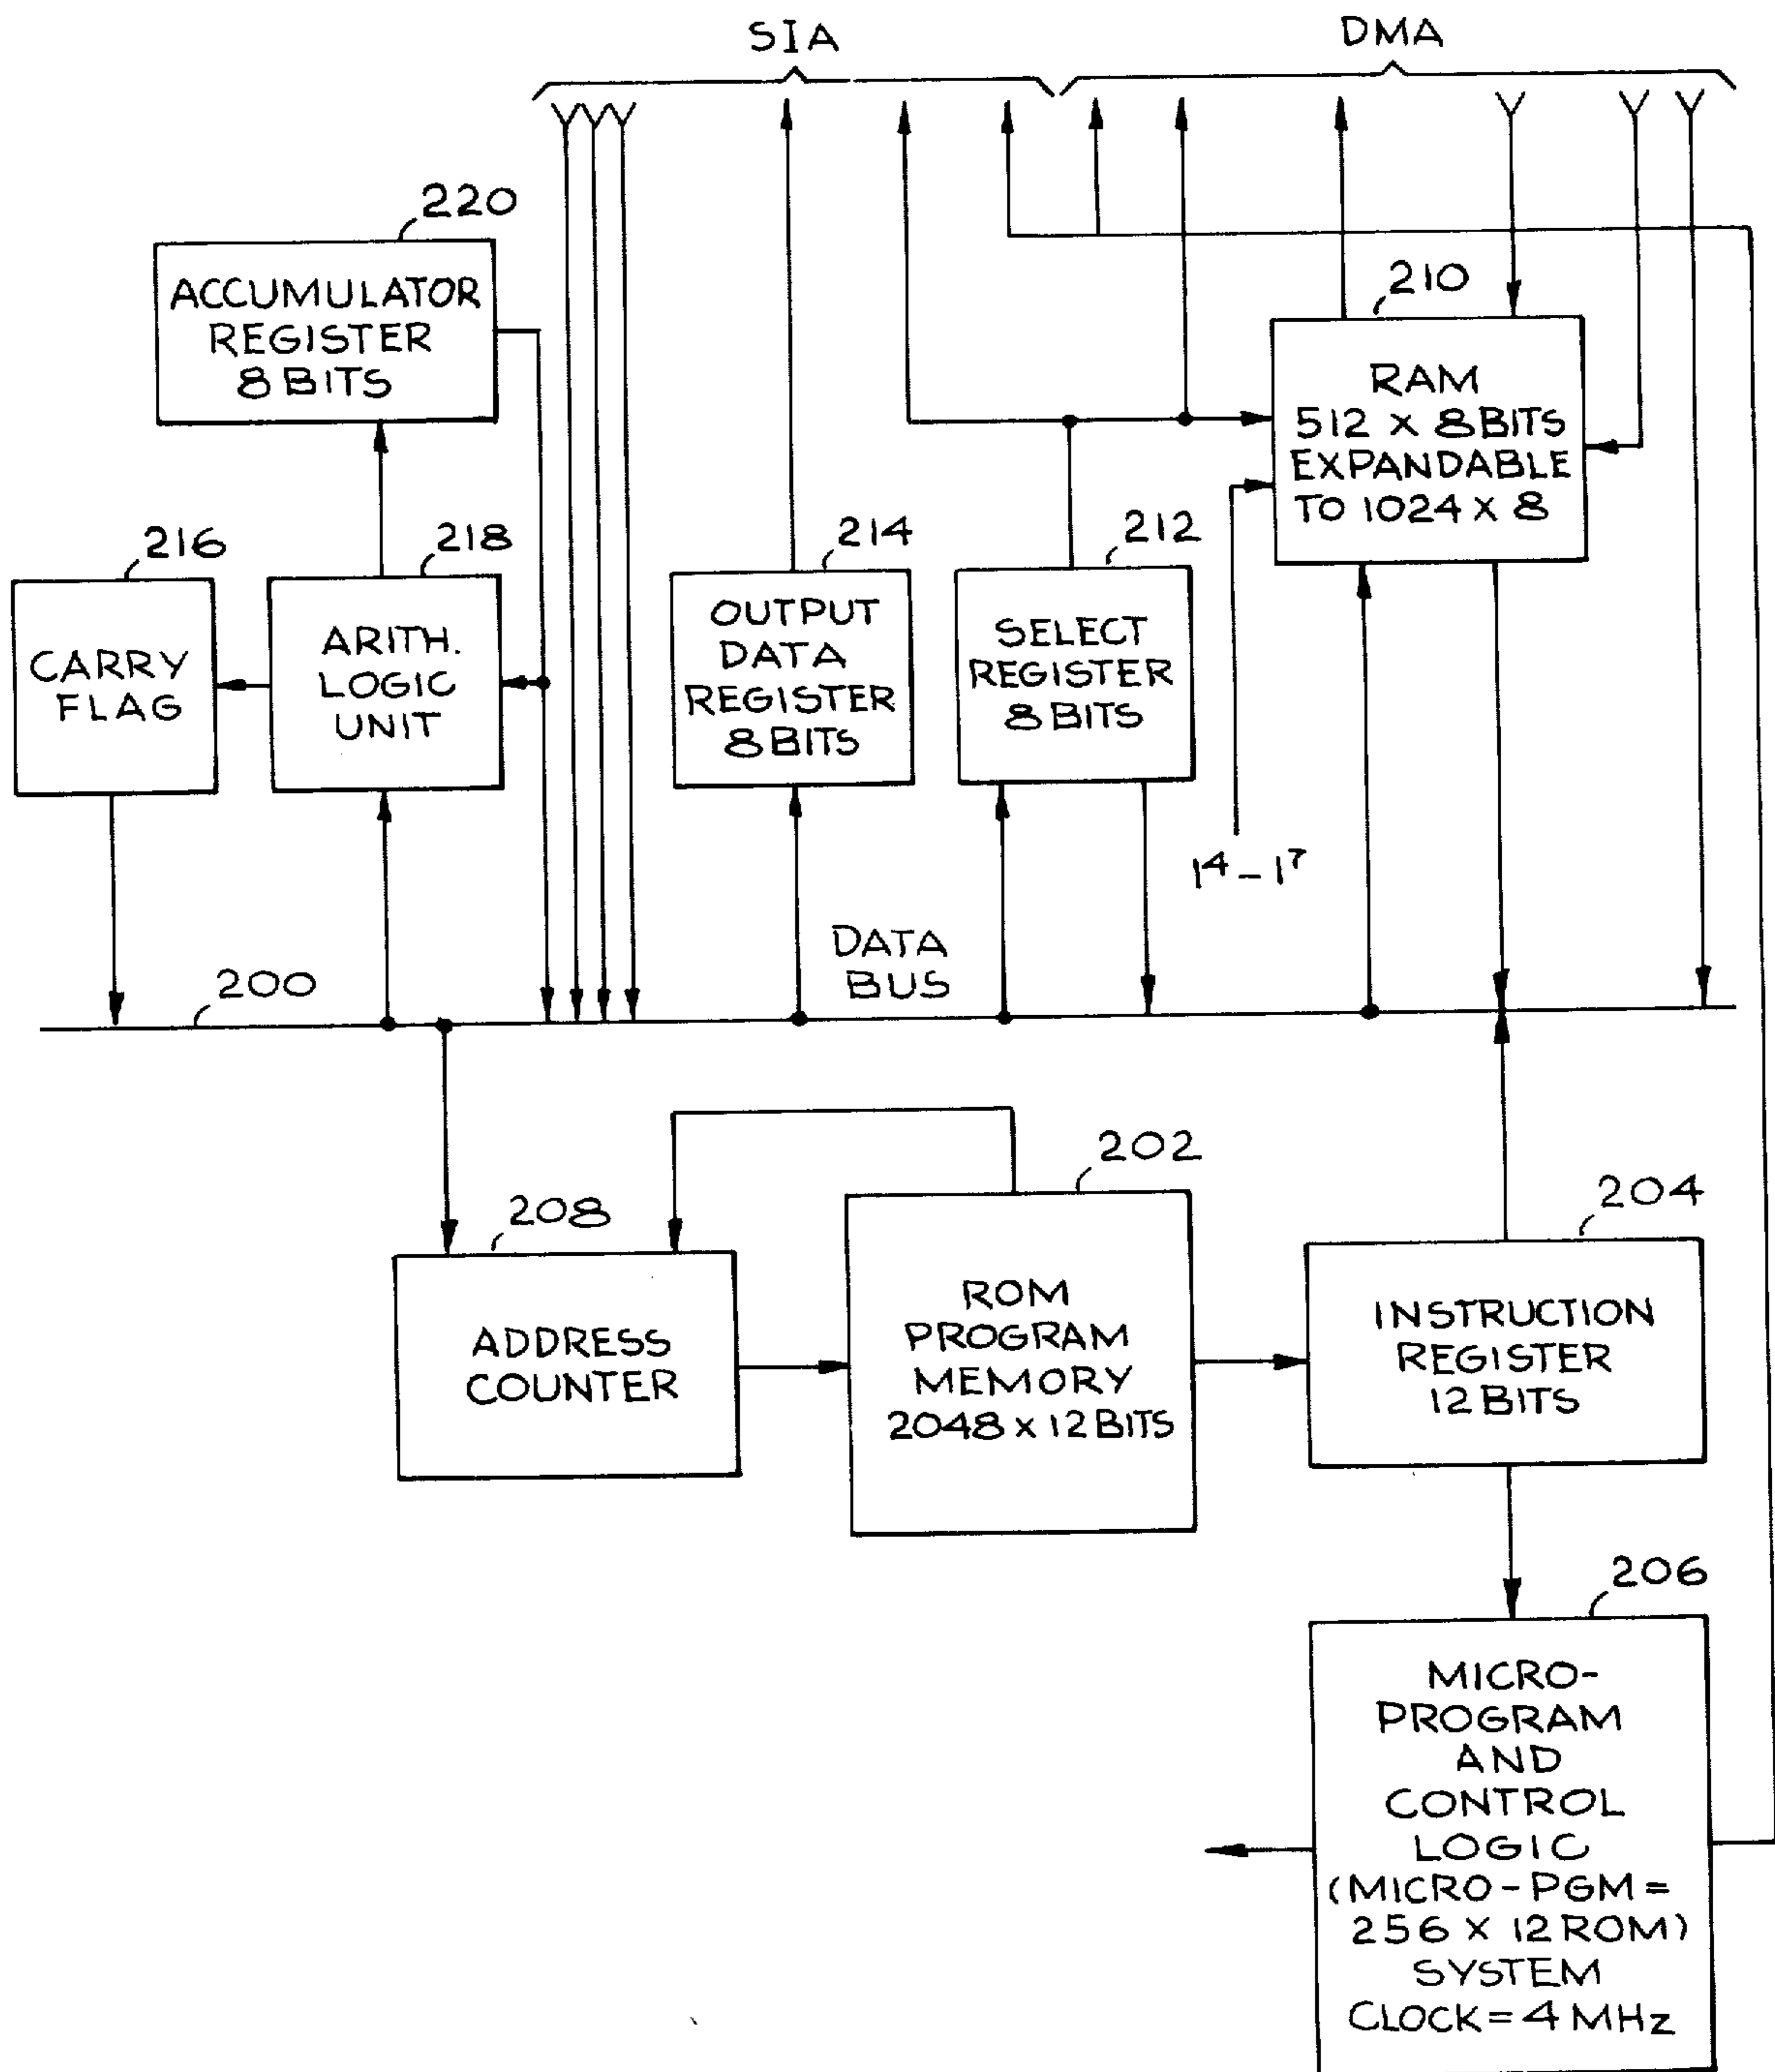 SIA
DMA
220
ACCUMULATOR
REGISTER
8 BITS
210
RAM
512 X 8 BITS
EXPANDABLE
TO 1024 X 8
216
CARRY
FLAG
218
ARITH.
LOGIC
UNIT
214
OUTPUT
DATA
REGISTER
8 BITS
212
SELECT
REGISTER
8 BITS
1⁴ – 1⁷
DATA
BUS
200
208
ADDRESS
COUNTER
202
ROM
PROGRAM
MEMORY
2048 X 12 BITS
204
INSTRUCTION
REGISTER
12 BITS
206
MICRO-
PROGRAM
AND
CONTROL
LOGIC
(MICRO-PGM =
256 X 12 ROM)
SYSTEM
CLOCK = 4 MHz